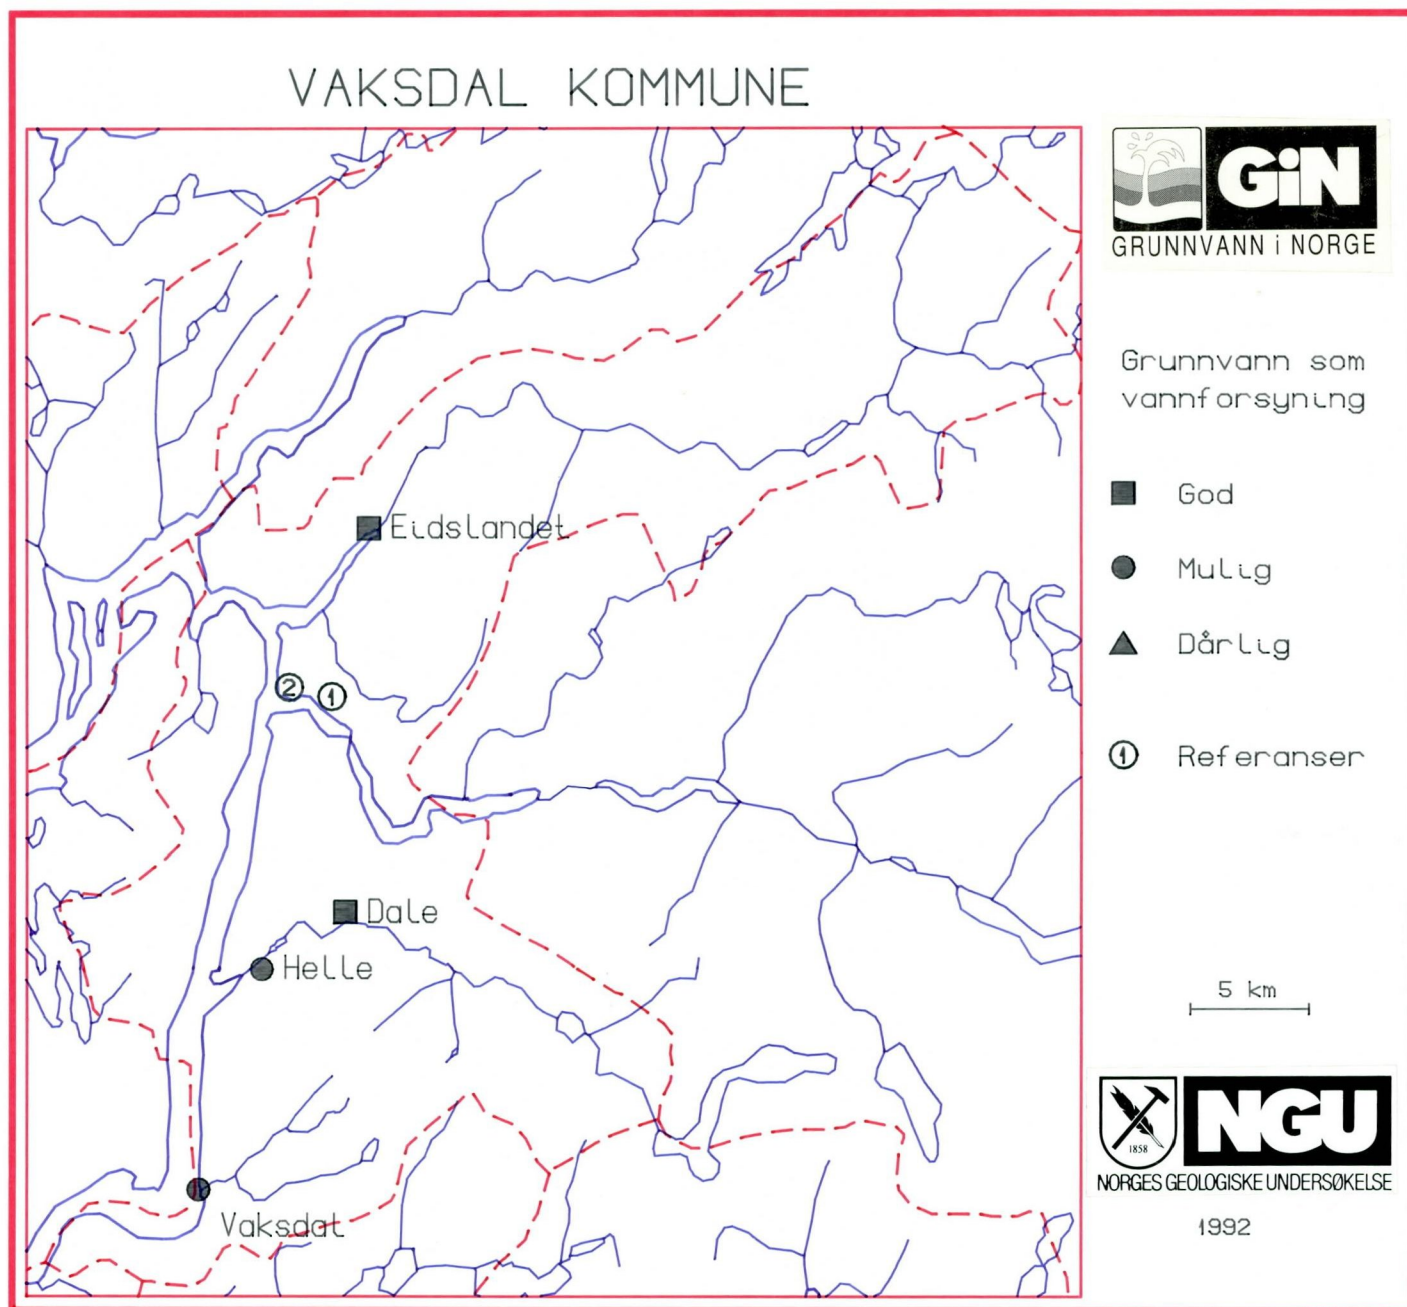 VAKSDAL KOMMUNE
GiN
GRUNNVANN i NORGE
Grunnvann som
vannforsyning
God
Mulig
Dårlig
1 Referanser
Eidslandet
2
1
Dale
Helle
Vaksdal
5 km
1858
NGU
NORGES GEOLOGISKE UNDERSØKELSE
1992